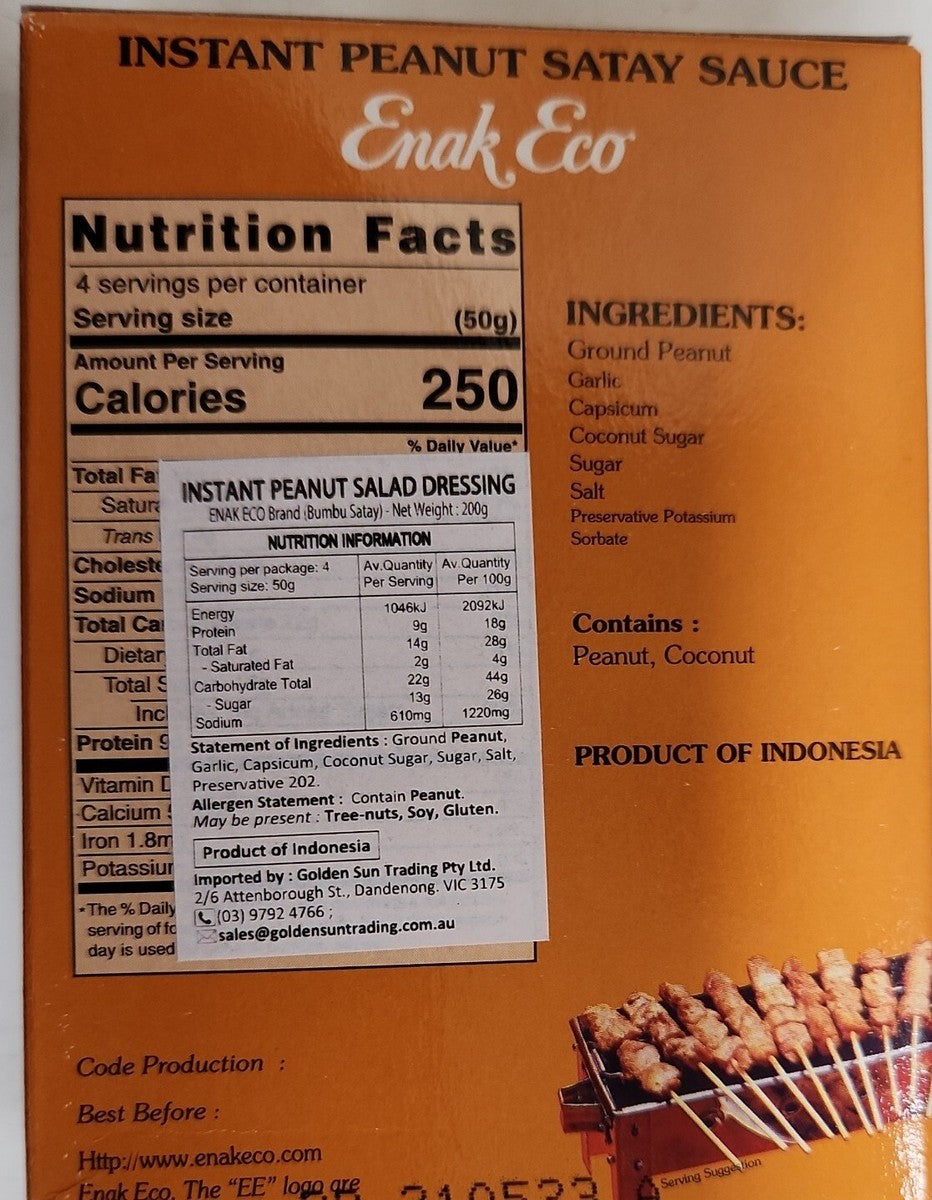 INSTANT PEANUT SATAY SAUCE
Enak Eco
Nutrition Facts
4 servings per container
Serving size (50g)
Amount Per Serving
Calories 250
% Daily Value*
Total Fa
Satura
Trans
Choleste
Sodium
Total Ca
Dietar
Total S
Inc
Protein 9
Vitamin D
Calcium
Iron 1.8m
Potassiu
*The % Daily
serving of fo
day is used
INSTANT PEANUT SALAD DRESSING
ENAK ECO Brand (Bumbu Satay) - Net Weight : 200g
NUTRITION INFORMATION
Serving per package: 4
Serving size: 50g
Av.Quantity Per Serving
Av.Quantity Per 100g
Energy 1046kJ 2092kJ
Protein 9g 18g
Total Fat 14g 28g
- Saturated Fat 2g 4g
Carbohydrate Total 22g 44g
- Sugar 13g 26g
Sodium 610mg 1220mg
Statement of Ingredients : Ground Peanut,
Garlic, Capsicum, Coconut Sugar, Sugar, Salt,
Preservative 202.
Allergen Statement : Contain Peanut.
May be present : Tree-nuts, Soy, Gluten.
Product of Indonesia
Imported by : Golden Sun Trading Pty Ltd.
2/6 Attenborough St., Dandenong. VIC 3175
(03) 9792 4766 ;
sales@goldensuntrading.com.au
INGREDIENTS:
Ground Peanut
Garlic
Capsicum
Coconut Sugar
Sugar
Salt
Preservative Potassium
Sorbate
Contains :
Peanut, Coconut
PRODUCT OF INDONESIA
Code Production :
Best Before :
Http://www.enakeco.com
Enak Eco. The “EE” logo are
Serving Suggestion